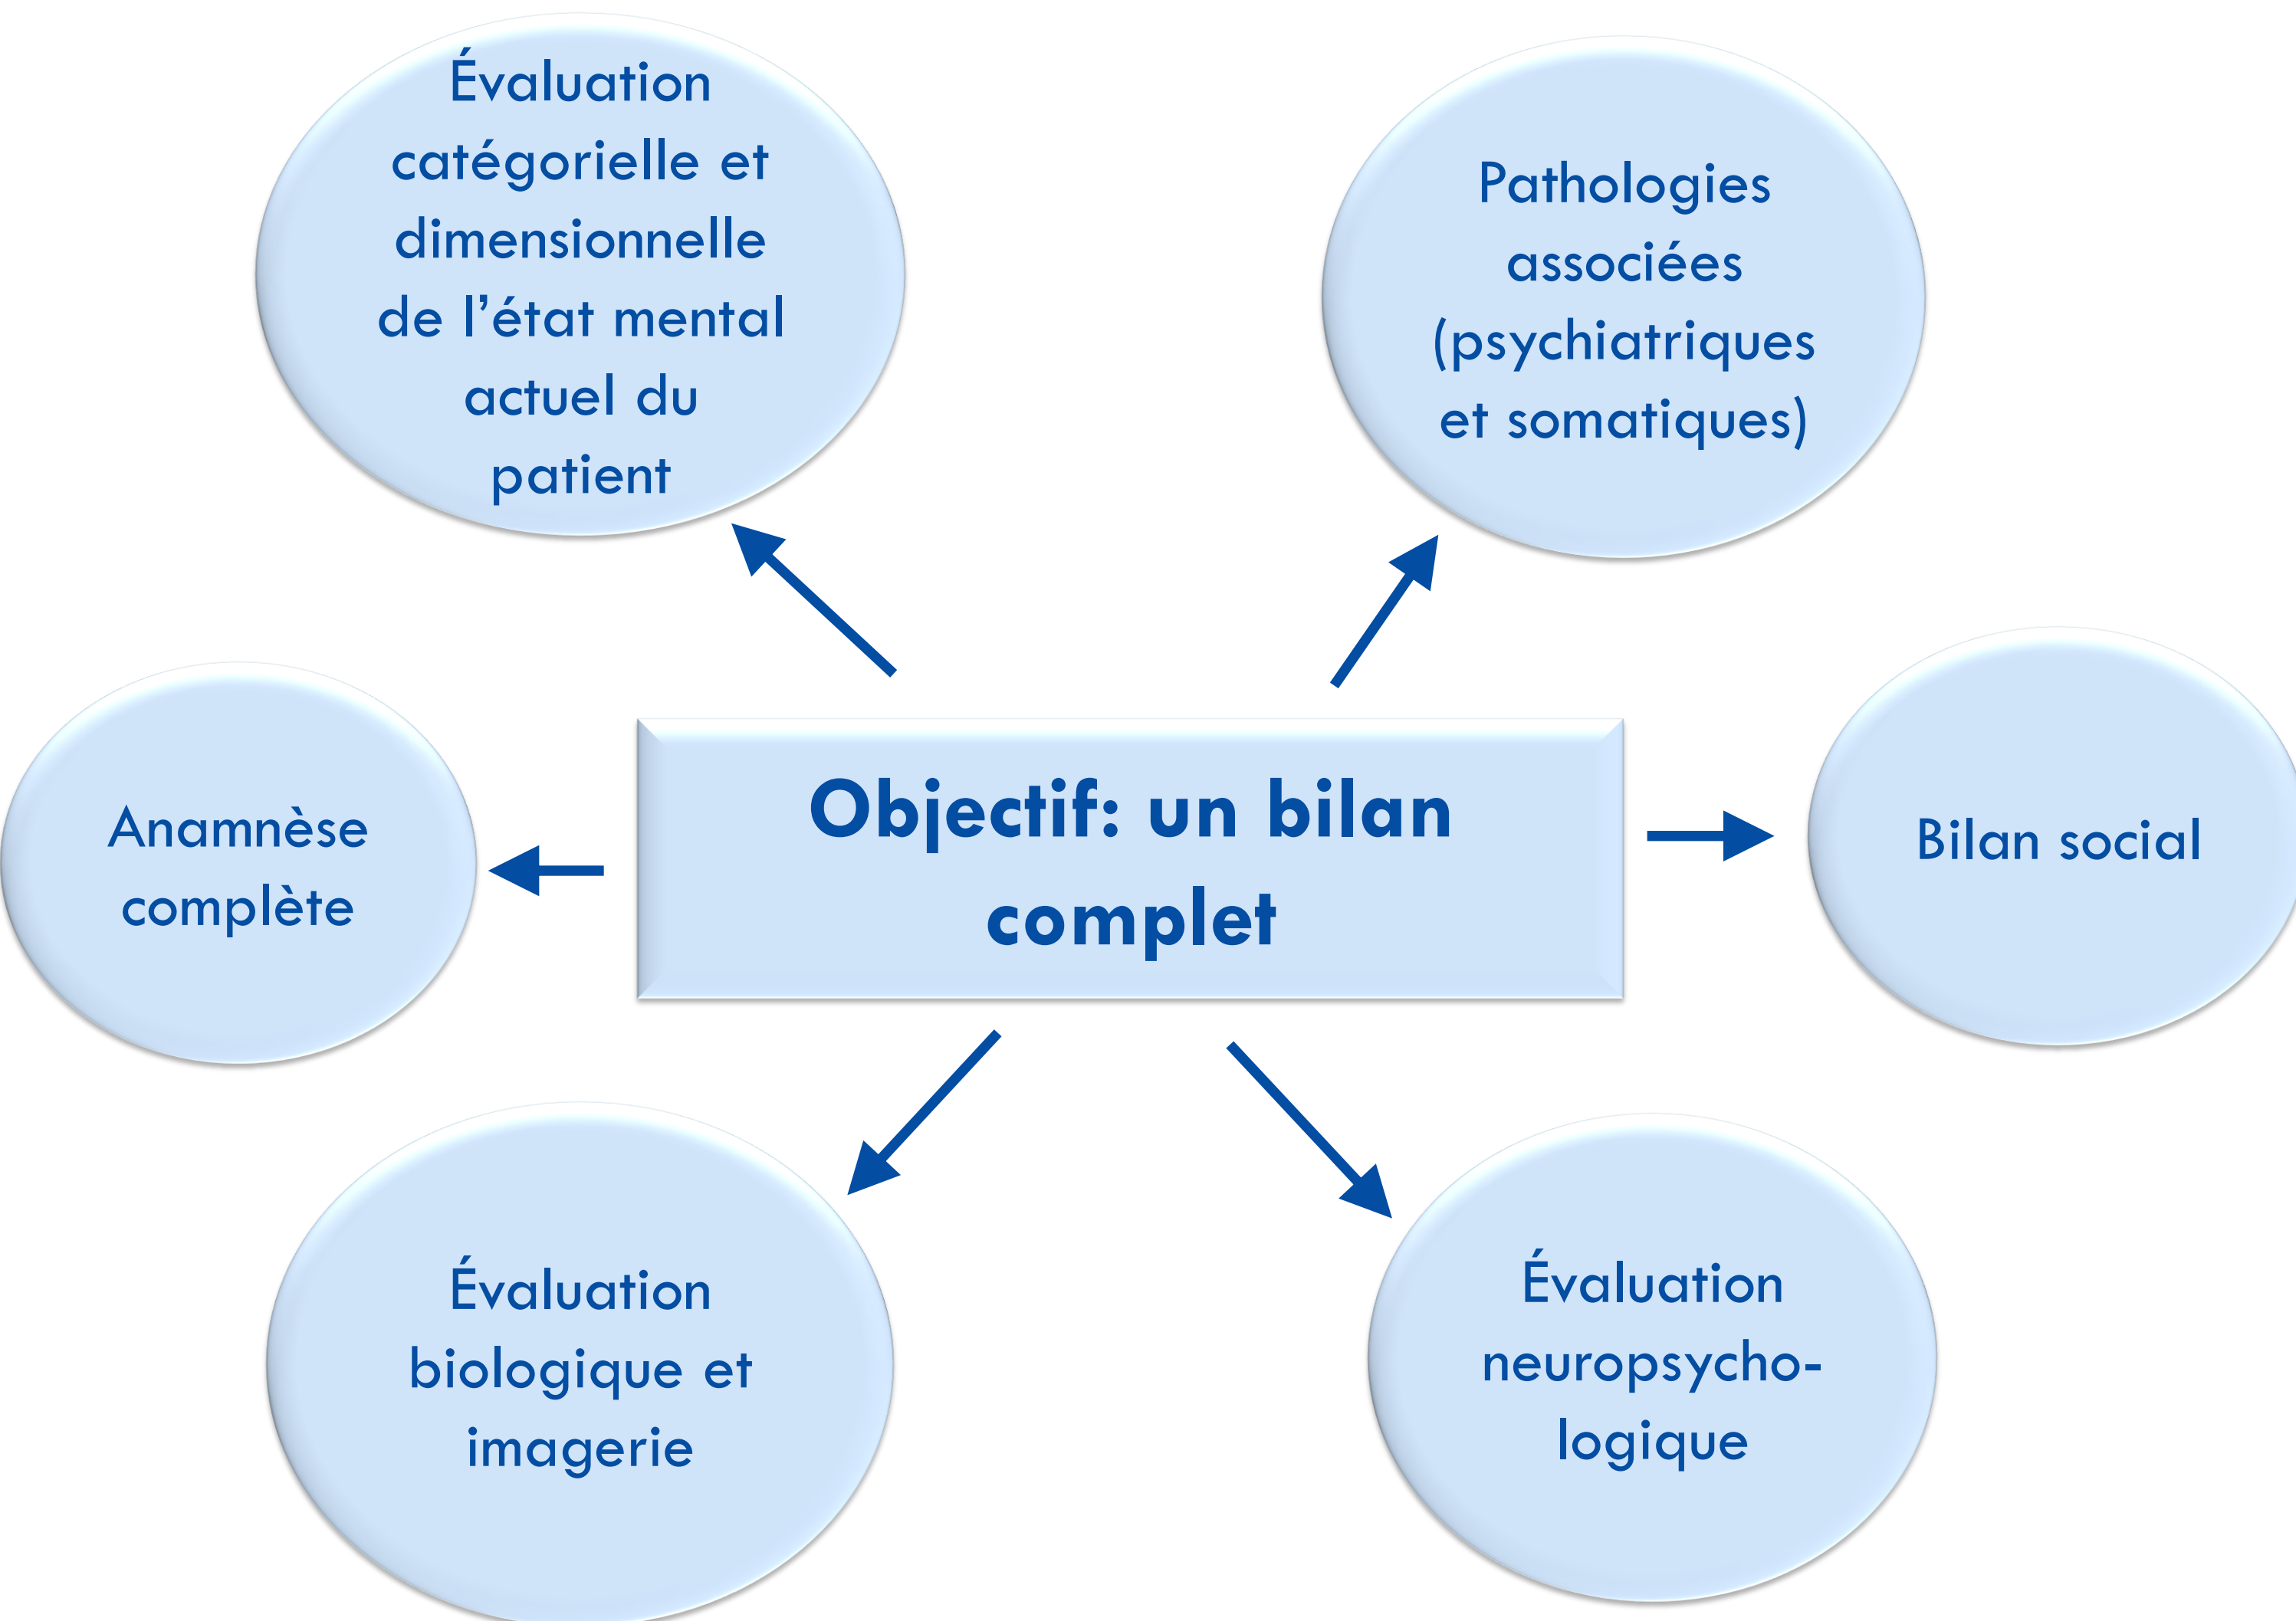 Évaluation
catégorielle et
dimensionnelle
de l’état mental
actuel du
patient
Pathologies
associées
(psychiatriques
et somatiques)
Anamnèse
complète
Objectif: un bilan
complet
Bilan social
Évaluation
biologique et
imagerie
Évaluation
neuropsycho-
logique